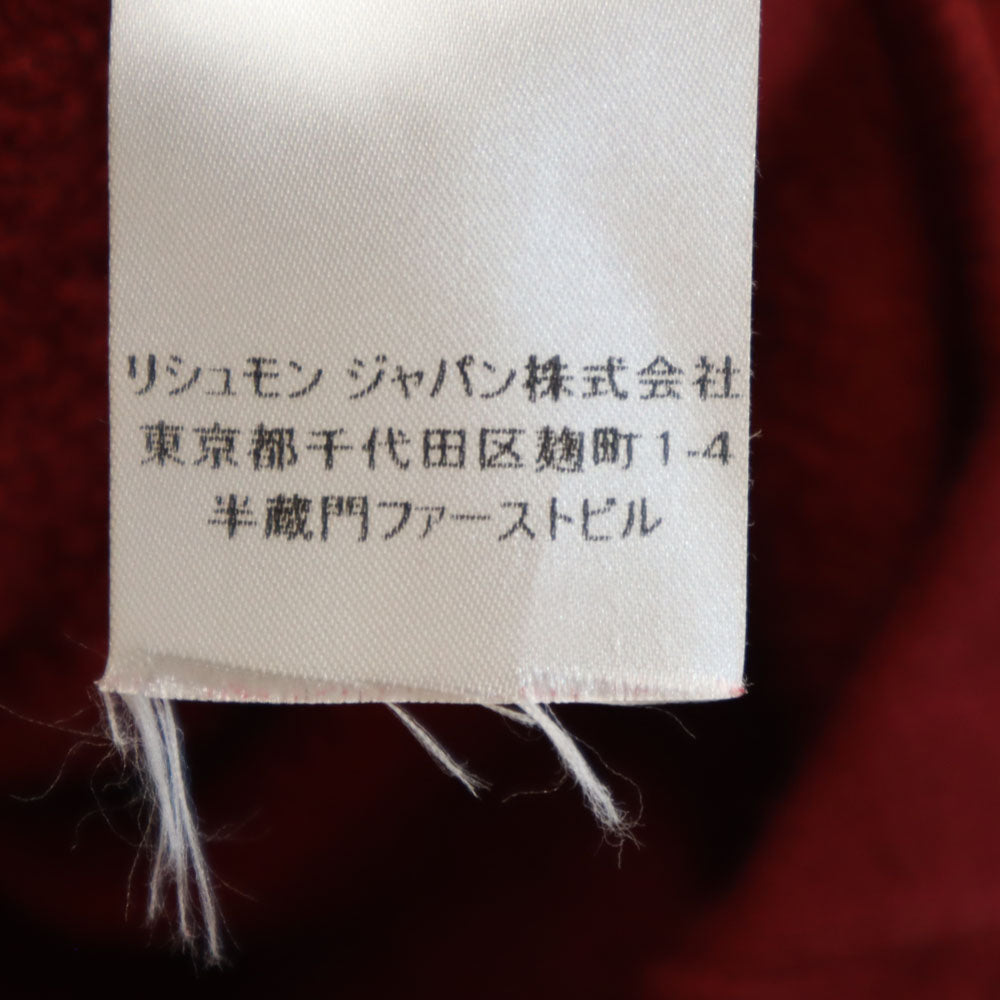 リシュモン ジャパン株式会社
東京都千代田区麹町1-4
半蔵門ファーストビル